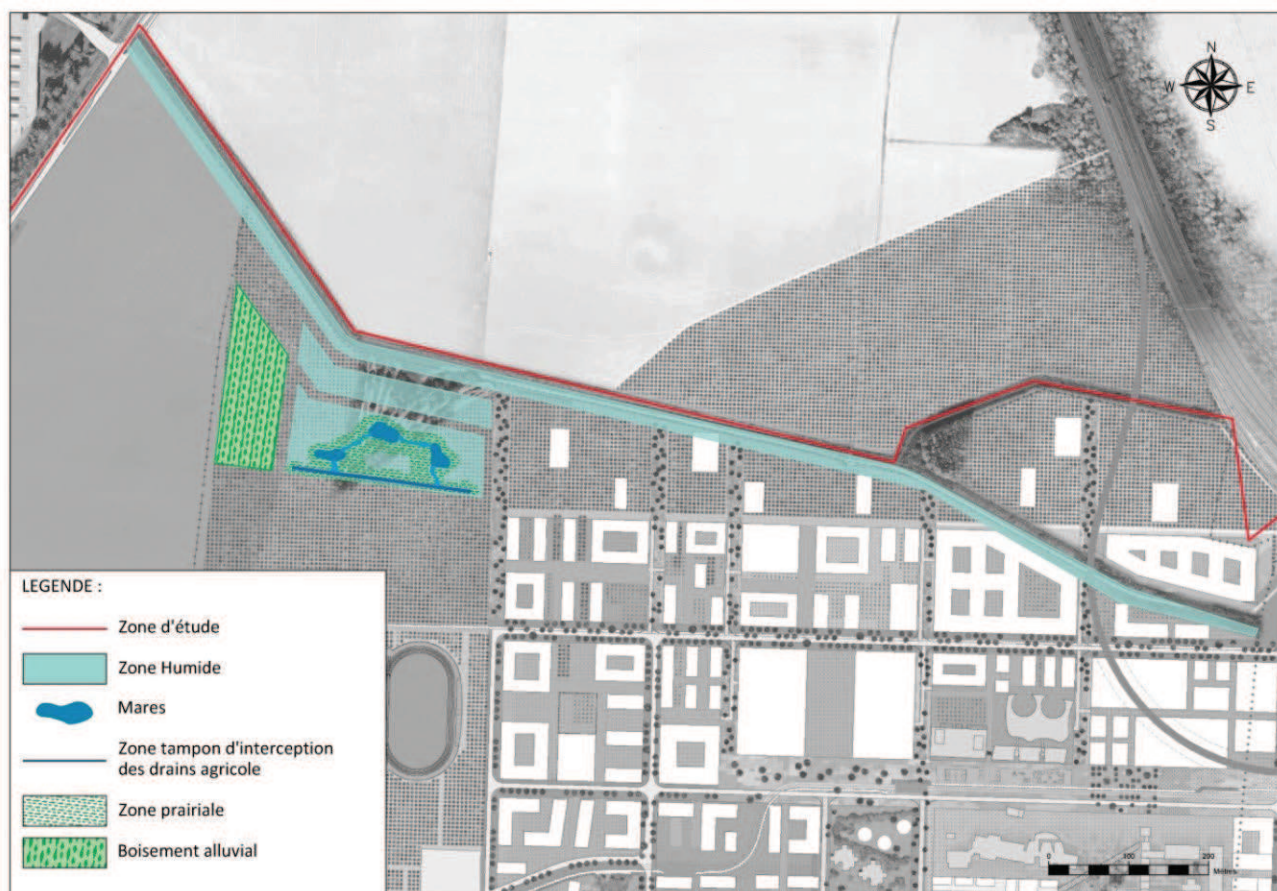 N
W E
S
LEGENDE :
Zone d'étude
Zone Humide
Mares
Zone tampon d'interception
des drains agricole
Zone prairiale
Boisement alluvial
0 100 200
Mètres